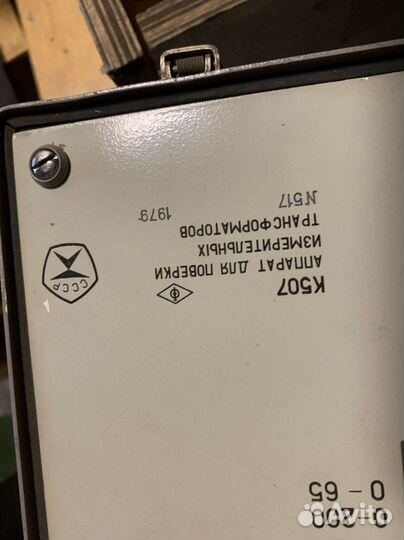 К507
АППАРАТ ДЛЯ ПОВЕРКИ
ИЗМЕРИТЕЛЬНЫХ
ТРАНСФОРМАТОРОВ
№517 1979
СССР
0-65
Avito